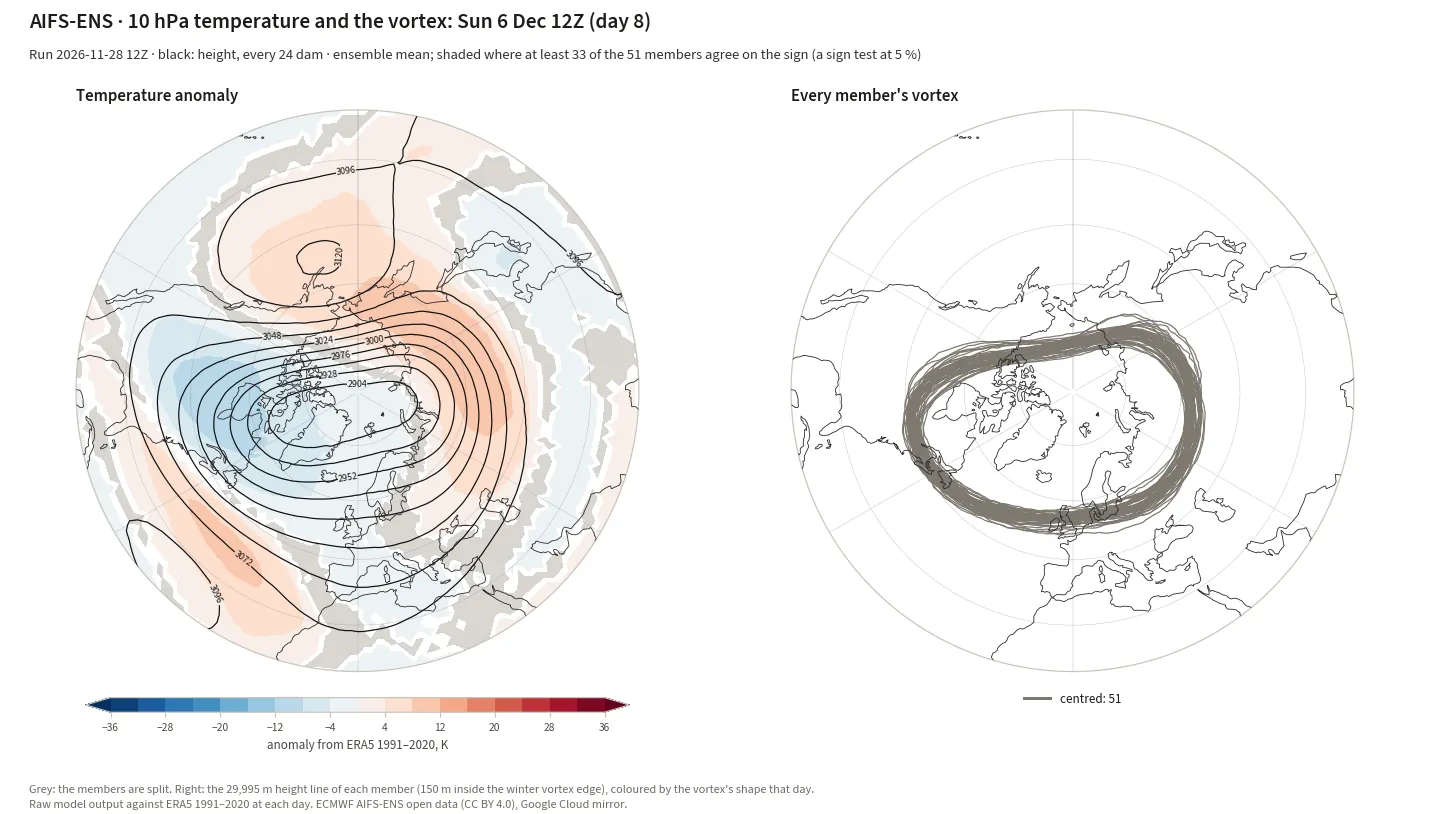 AIFS-ENS · 10 hPa temperature and the vortex: Sun 6 Dec 12Z (day 8)
Run 2026-11-28 12Z · black: height, every 24 dam · ensemble mean; shaded where at least 33 of the 51 members agree on the sign (a sign test at 5 %)
Temperature anomaly
Every member's vortex
3096
3120
3096
3048
3024
3000
2976
2928
2904
2952
3072
3096
centred: 51
−36
−28
−20
−12
−4
4
12
20
28
36
anomaly from ERA5 1991–2020, K
Grey: the members are split. Right: the 29,995 m height line of each member (150 m inside the winter vortex edge), coloured by the vortex's shape that day.
Raw model output against ERA5 1991–2020 at each day. ECMWF AIFS-ENS open data (CC BY 4.0), Google Cloud mirror.